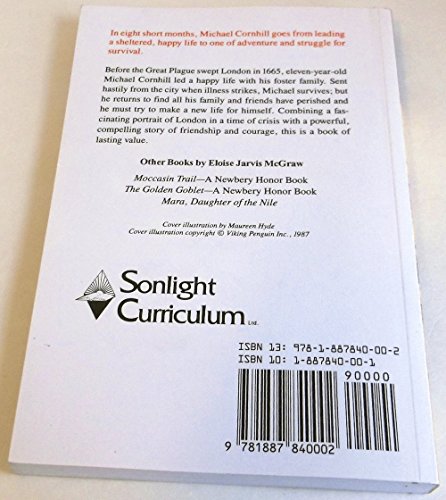 In eight short months, Michael Cornhill goes from leading
a sheltered, happy life to one of adventure and struggle for
survival.
Before the Great Plague swept London in 1665, eleven-year-old
Michael Cornhill led a happy life with his foster family. Sent
hastily from the city when illness strikes, Michael survives; but
he returns to find all his family and friends have perished and
he must try to make a new life for himself. Combining a fas-
cinating portrait of London in a time of crisis with a powerful,
compelling story of friendship and courage, this is a book of
lasting value.
Other Books by Eloise Jarvis McGraw
Moccasin Trail—A Newbery Honor Book
The Golden Goblet—A Newbery Honor Book
Mara, Daughter of the Nile
Cover illustration by Maureen Hyde
Cover illustration copyright © Viking Penguin Inc., 1987
Sonlight
Curriculum Ltd.
ISBN 13: 978-1-887840-00-2
ISBN 10: 1-887840-00-1
90000
9 781887 840002